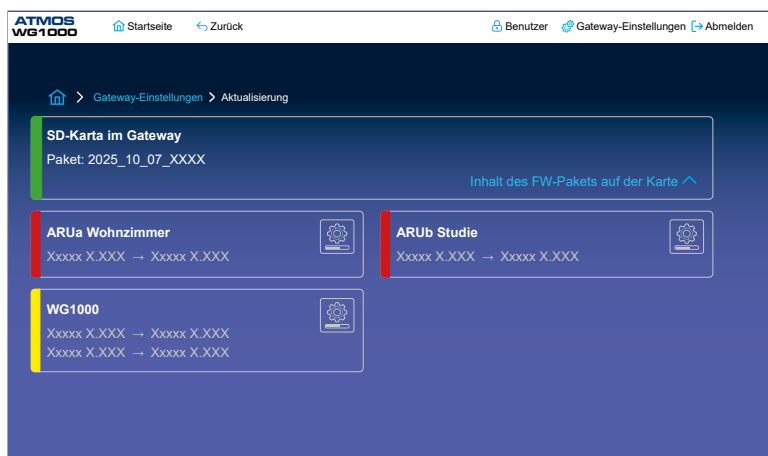 ATMOS
WG1000
Startseite
Zurück
Benutzer
Gateway-Einstellungen
Abmelden
Gateway-Einstellungen > Aktualisierung
SD-Karta im Gateway
Paket: 2025_10_07_XXXX
Inhalt des FW-Pakets auf der Karte
ARUa Wohnzimmer
Xxxxx X.XXX → Xxxxx X.XXX
ARUb Studie
Xxxxx X.XXX → Xxxxx X.XXX
WG1000
Xxxxx X.XXX → Xxxxx X.XXX
Xxxxx X.XXX → Xxxxx X.XXX